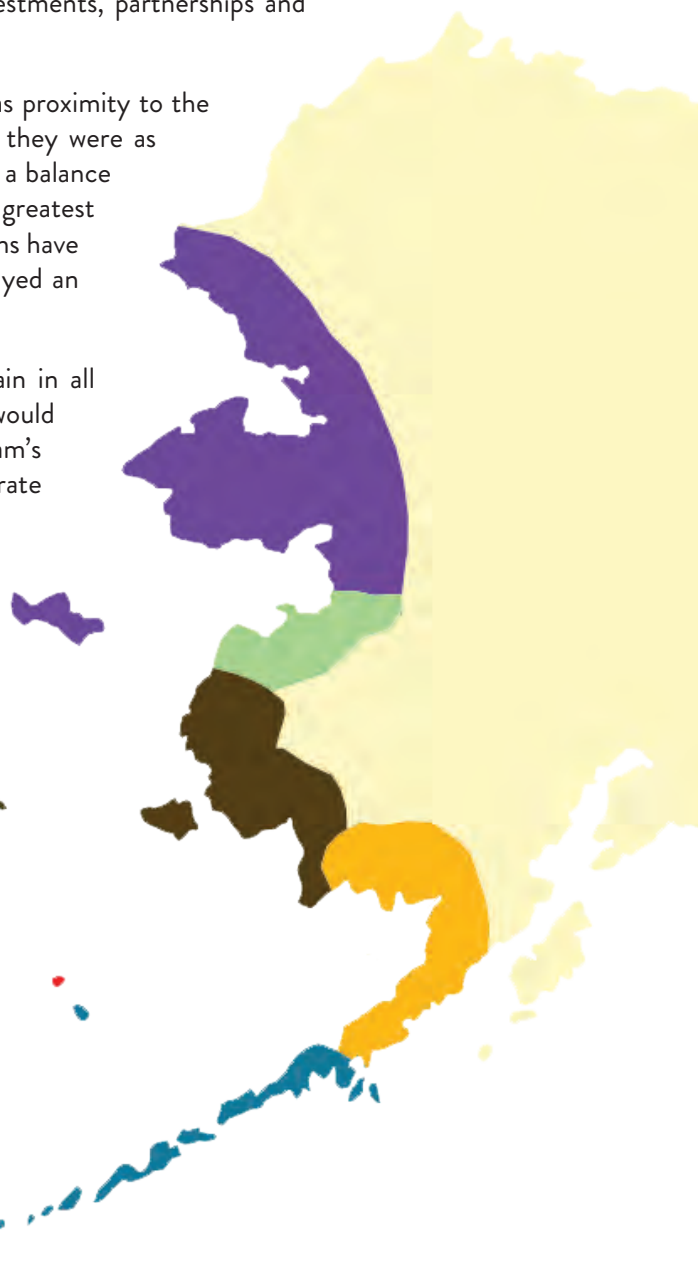 estments, partnerships and
as proximity to the
they were as
a balance
greatest
ns have
yed an
ain in all
would
am's
rate